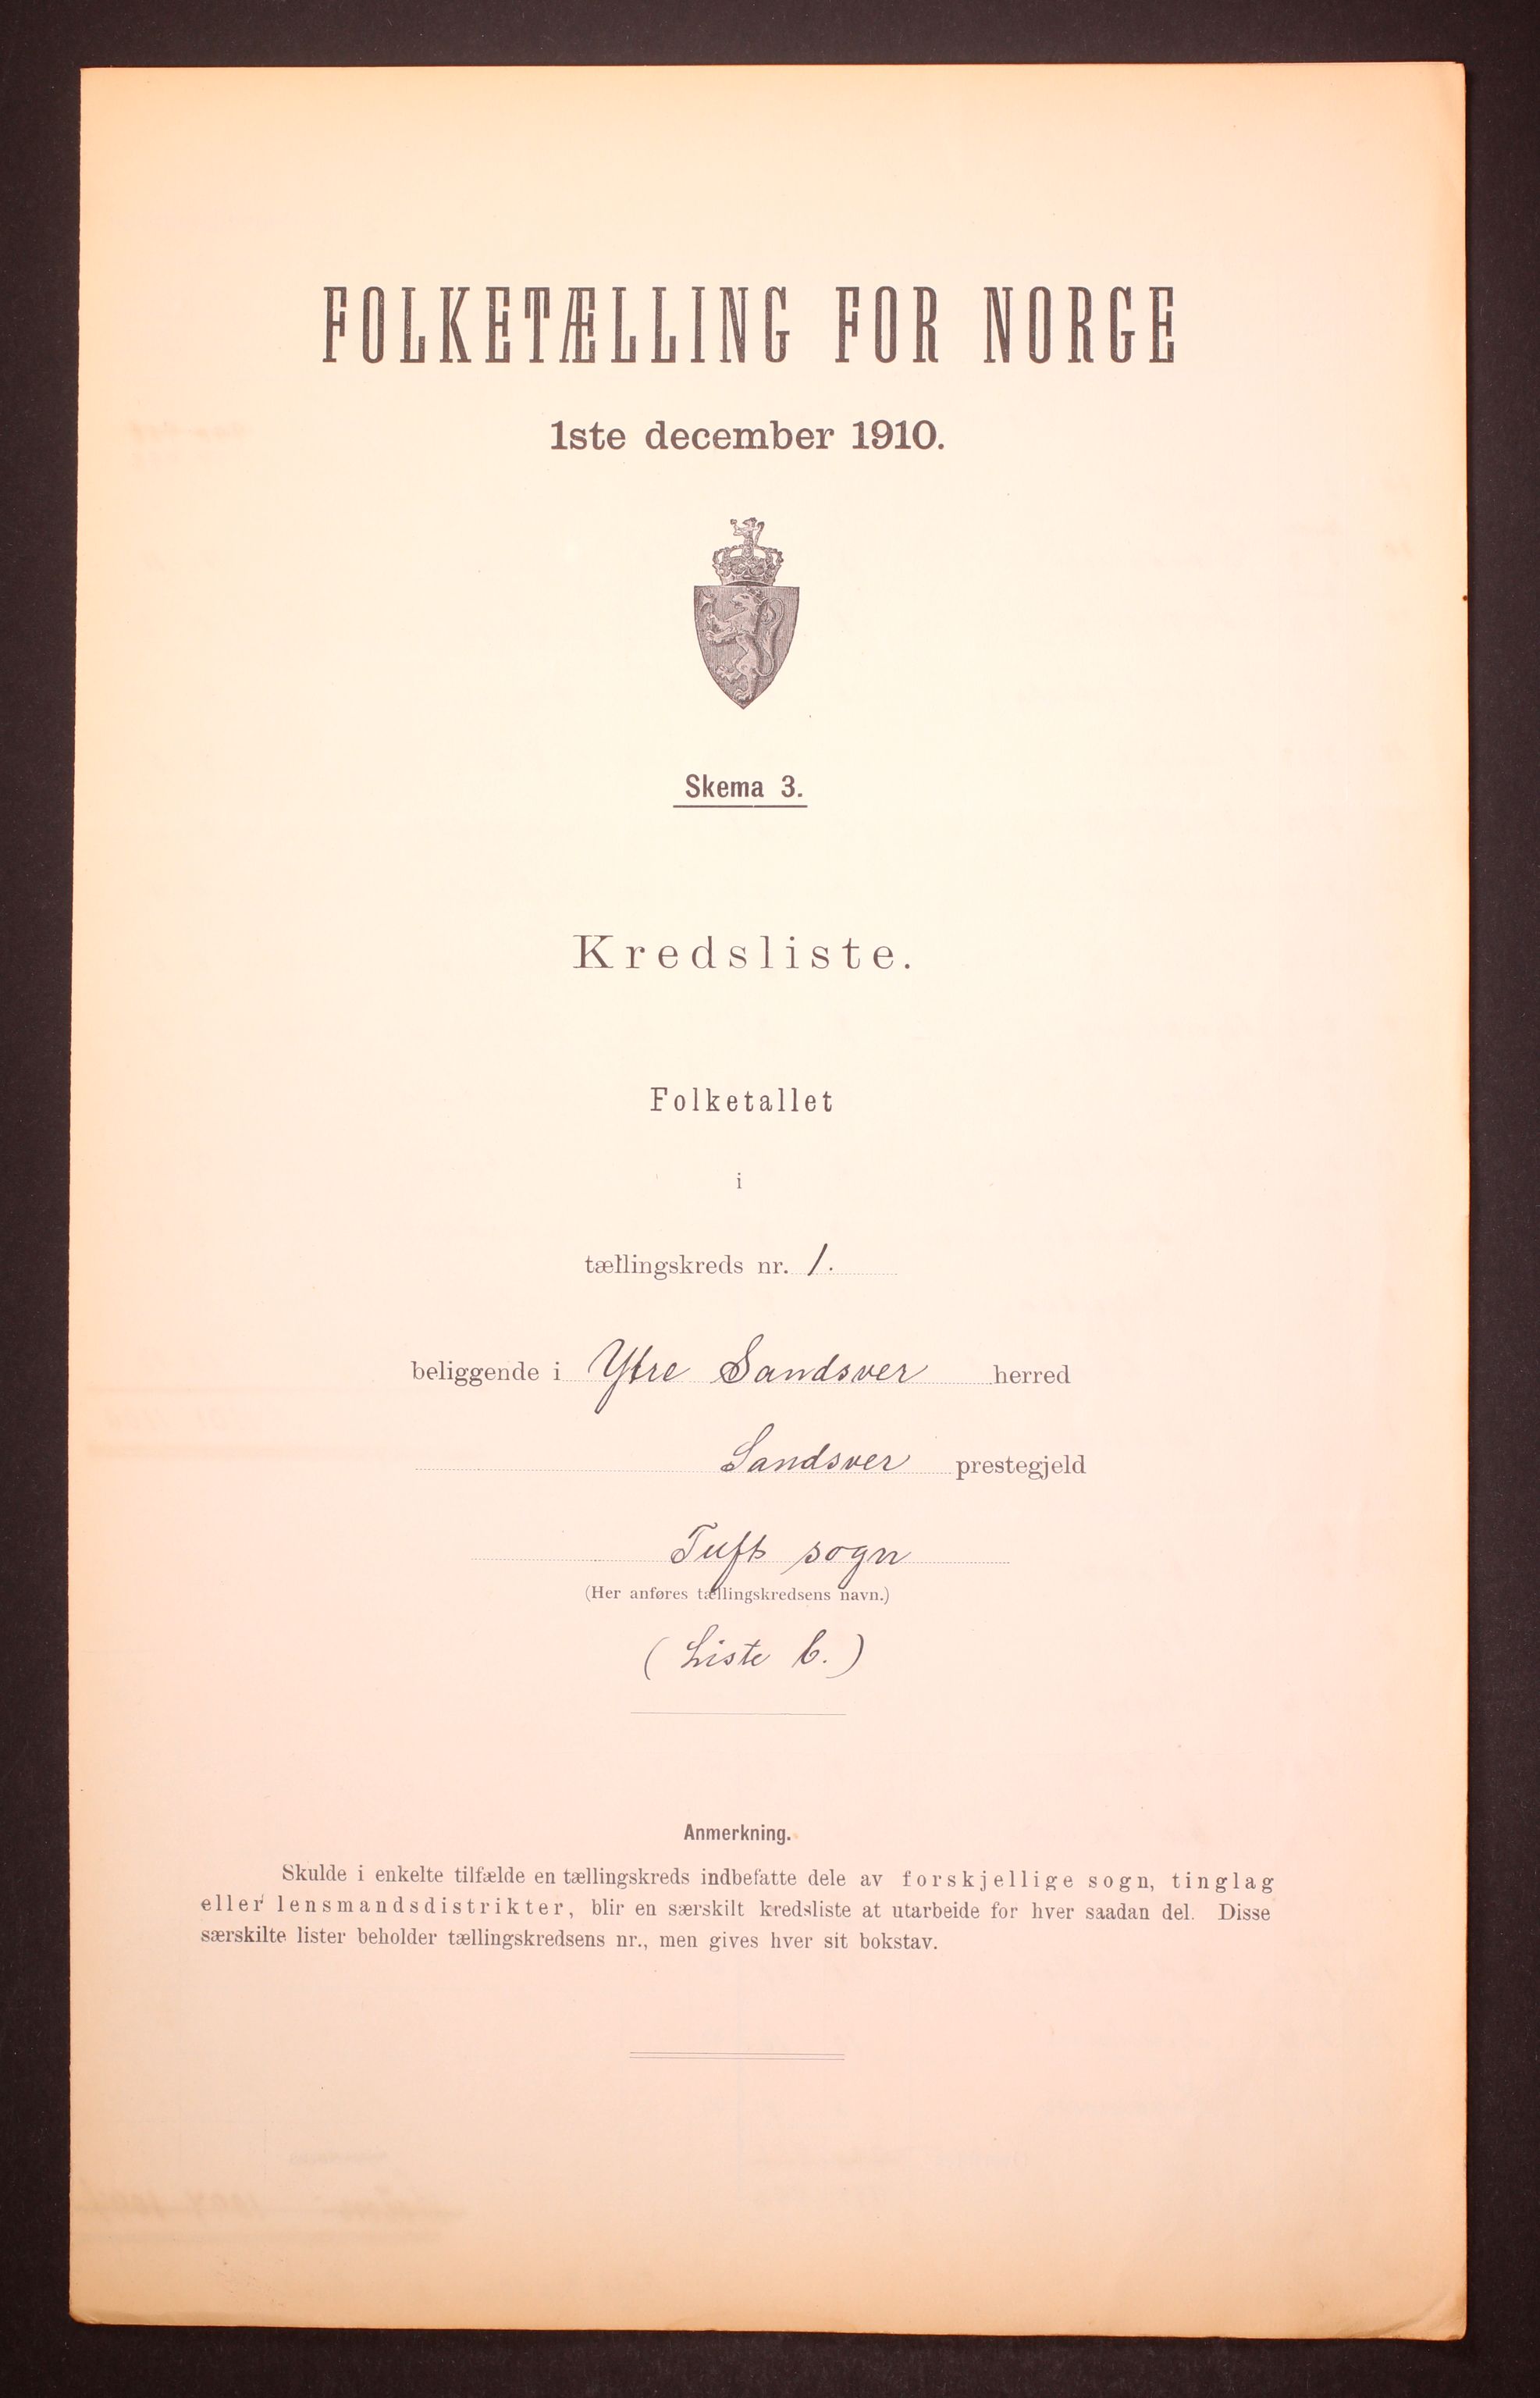 FOLKETÆLLING FOR NORGE
1ste december 1910.
Skema 3.
Kredsliste.
Folketallet
i
tællingskreds nr. 1.
beliggende i Ytre Sandsver herred
Sandsver prestegjeld
Tuft sogn
(Her anføres tællingskredsens navn.)
(Liste b.)
Anmerkning.
Skulde i enkelte tilfælde en tællingskreds indbefatte dele av forskjellige sogn, tinglag
eller lensmandsdistrikter, blir en særskilt kredsliste at utarbeide for hver saadan del. Disse
særskilte lister beholder tællingskredsens nr., men gives hver sit bokstav.